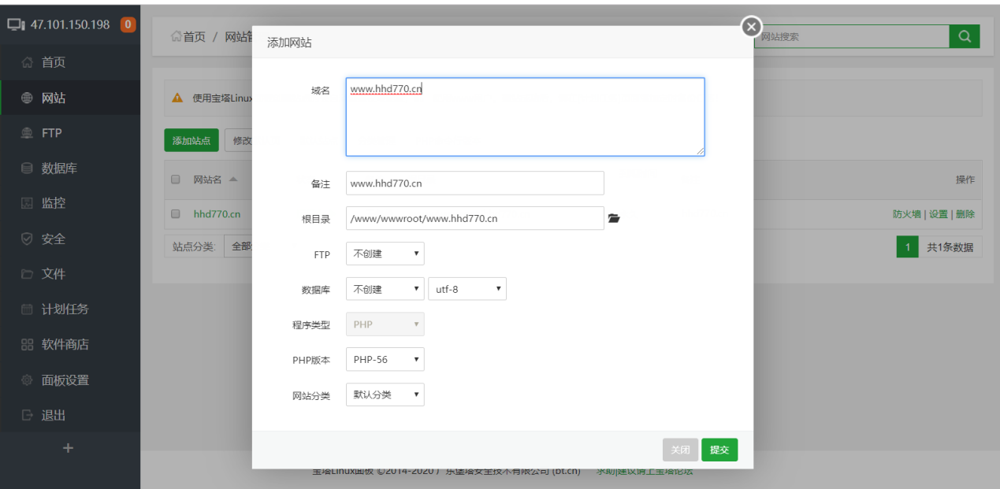 47.101.150.198 0
首页
网站
FTP
数据库
监控
安全
文件
计划任务
软件商店
面板设置
退出
+
首页 / 网站
网站搜索
使用宝塔Linux
添加站点 修改
网站名 操作
hhd770.cn 防火墙 | 设置 | 删除
站点分类: 全部 1 共1条数据
添加网站
域名 www.hhd770.cn
备注 www.hhd770.cn
根目录 /www/wwwroot/www.hhd770.cn
FTP 不创建
数据库 不创建 utf-8
程序类型 PHP
PHP版本 PHP-56
网站分类 默认分类
关闭 提交
宝塔Linux面板 ©2014-2020 广东堡塔安全技术有限公司 (bt.cn) 求助|建议请上宝塔论坛